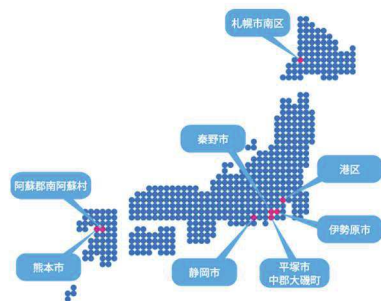 札幌市南区
秦野市
港区
阿蘇郡南阿蘇村
伊勢原市
熊本市
静岡市
平塚市
中郡大磯町